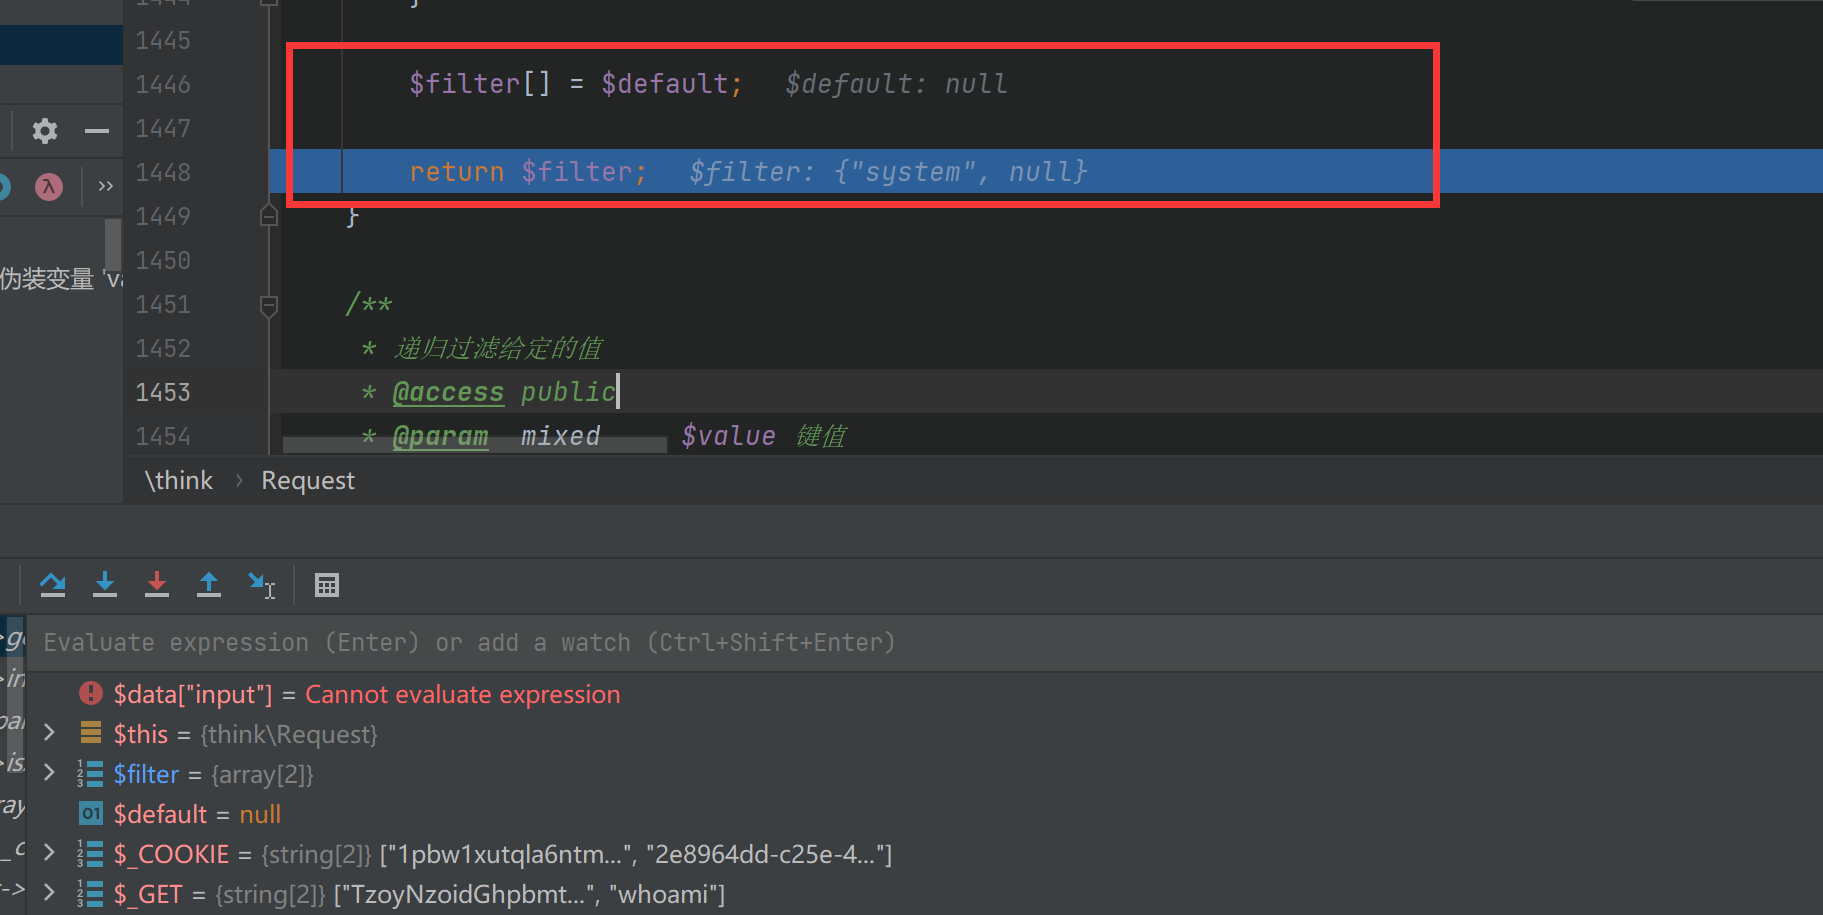 1444 }
1445
1446 $filter[] = $default; $default: null
1447
1448 return $filter; $filter: {"system", null}
1449 }
1450
1451 /**
1452 * 递归过滤给定的值
1453 * @access public
1454 * @param mixed $value 键值
λ
伪装变量 'va
\think › Request
Evaluate expression (Enter) or add a watch (Ctrl+Shift+Enter)
$data["input"] = Cannot evaluate expression
$this = {think\Request}
$filter = {array[2]}
01 $default = null
$_COOKIE = {string[2]} ["1pbw1xutqla6ntm...", "2e8964dd-c25e-4..."]
$_GET = {string[2]} ["TzoyNzoidGhpbmt...", "whoami"]